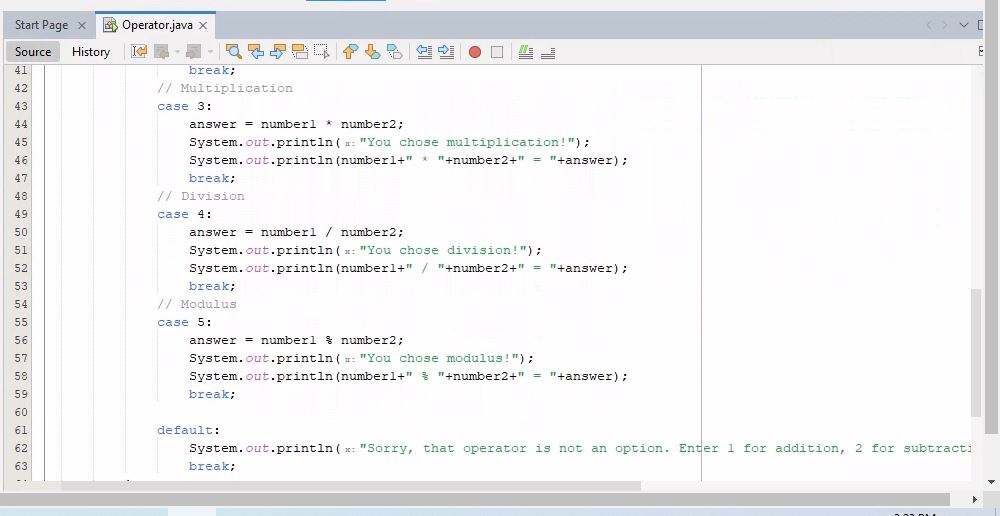 Start Page
Operator.java
Source History
41 break;
42 // Multiplication
43 case 3:
44 answer = number1 * number2;
45 System.out.println(x: "You chose multiplication!");
46 System.out.println(number1+" * "+number2+" = "+answer);
47 break;
48 // Division
49 case 4:
50 answer = number1 / number2;
51 System.out.println(x: "You chose division!");
52 System.out.println(number1+" / "+number2+" = "+answer);
53 break;
54 // Modulus
55 case 5:
56 answer = number1 % number2;
57 System.out.println(x: "You chose modulus!");
58 System.out.println(number1+" % "+number2+" = "+answer);
59 break;
60
61 default:
62 System.out.println(x: "Sorry, that operator is not an option. Enter 1 for addition, 2 for subtracti
63 break;